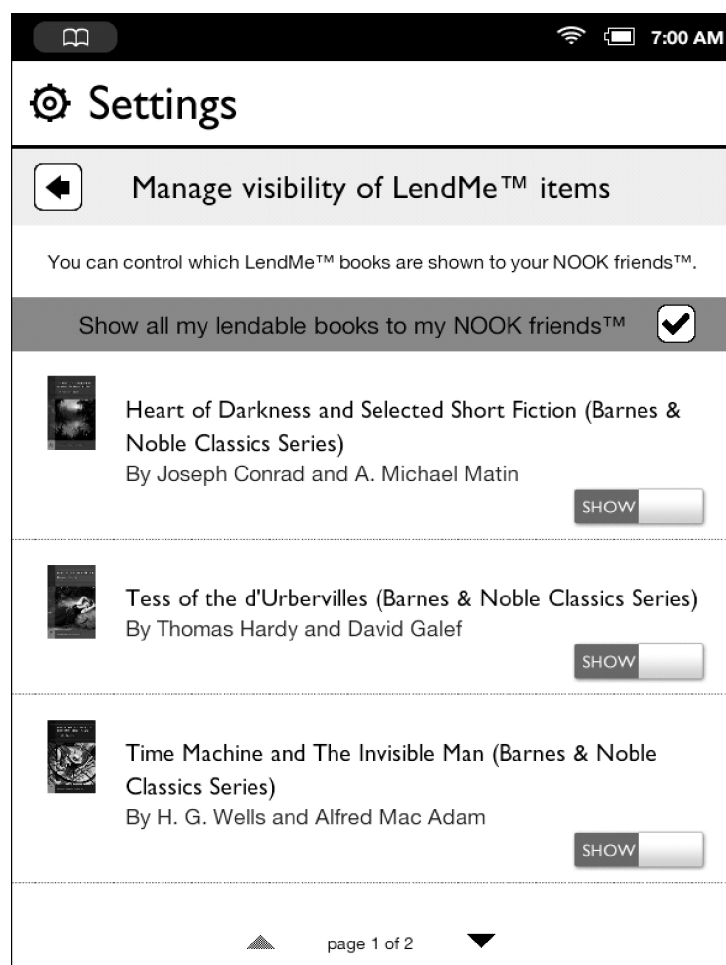 7:00 AM
Settings
Manage visibility of LendMe™ items
You can control which LendMe™ books are shown to your NOOK friends™.
Show all my lendable books to my NOOK friends™
Heart of Darkness and Selected Short Fiction (Barnes &
Noble Classics Series)
By Joseph Conrad and A. Michael Matin
SHOW
Tess of the d'Urbervilles (Barnes & Noble Classics Series)
By Thomas Hardy and David Galef
SHOW
Time Machine and The Invisible Man (Barnes & Noble
Classics Series)
By H. G. Wells and Alfred Mac Adam
SHOW
page 1 of 2